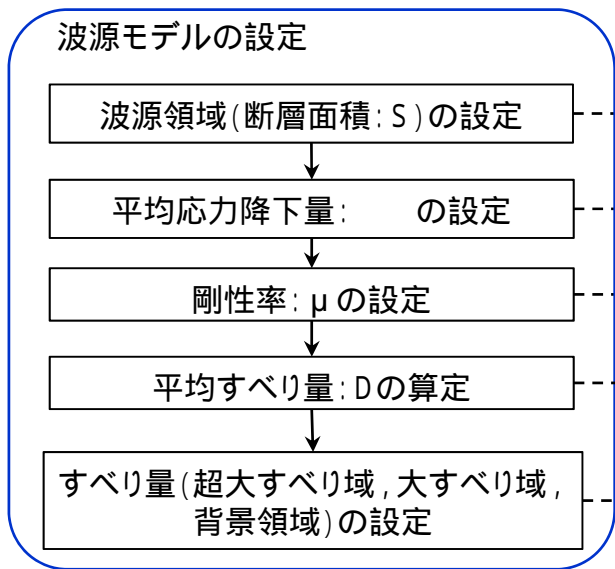 波源モデルの設定
波源領域(断層面積:S)の設定
平均応力降下量: の設定
剛性率:μの設定
平均すべり量:Dの算定
すべり量(超大すべり域,大すべり域,
背景領域)の設定